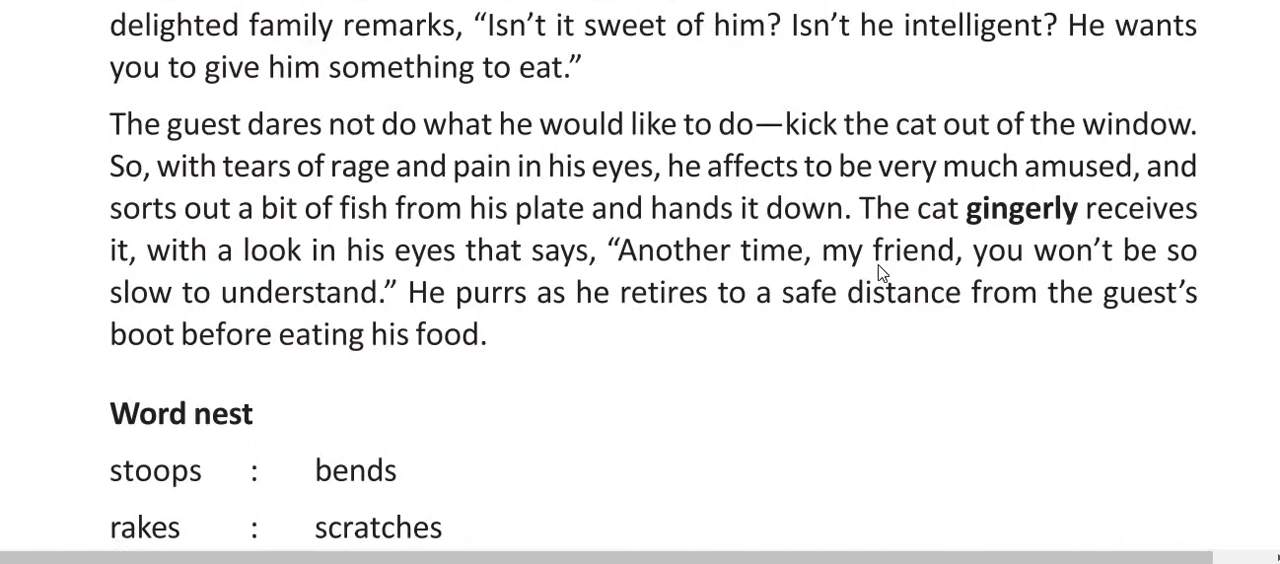 delighted family remarks, “Isn’t it sweet of him? Isn’t he intelligent? He wants
you to give him something to eat.”
The guest dares not do what he would like to do—kick the cat out of the window.
So, with tears of rage and pain in his eyes, he affects to be very much amused, and
sorts out a bit of fish from his plate and hands it down. The cat gingerly receives
it, with a look in his eyes that says, “Another time, my friend, you won’t be so
slow to understand.” He purrs as he retires to a safe distance from the guest’s
boot before eating his food.
Word nest
stoops : bends
rakes : scratches